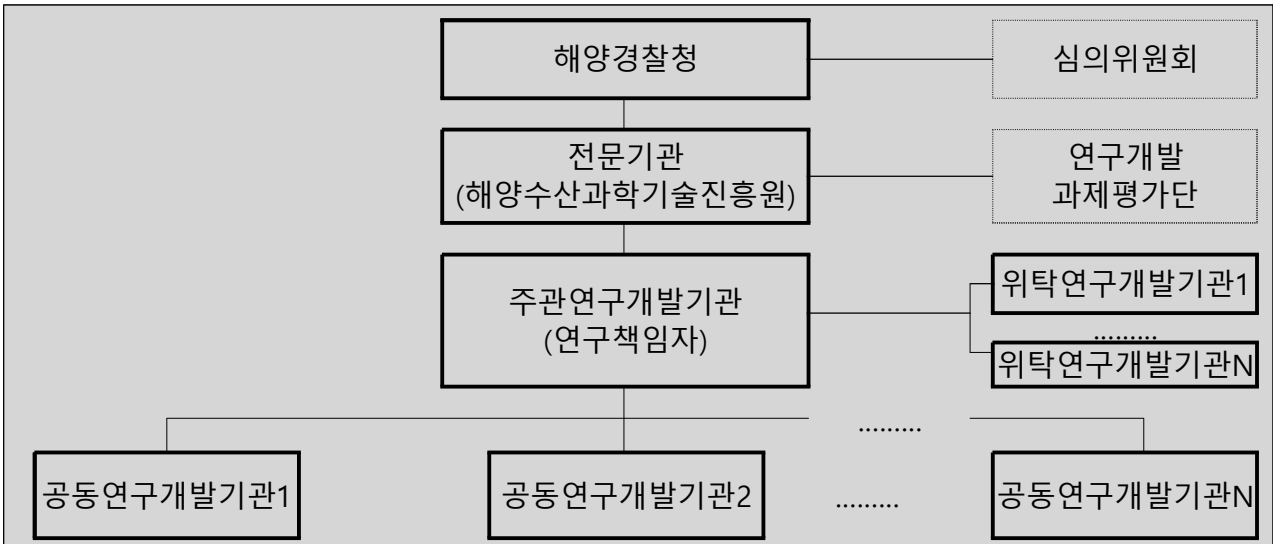 해양경찰청
심의위원회
전문기관
(해양수산과학기술진흥원)
연구개발
과제평가단
주관연구개발기관
(연구책임자)
위탁연구개발기관1
.........
위탁연구개발기관N
.........
공동연구개발기관1
공동연구개발기관2
.........
공동연구개발기관N